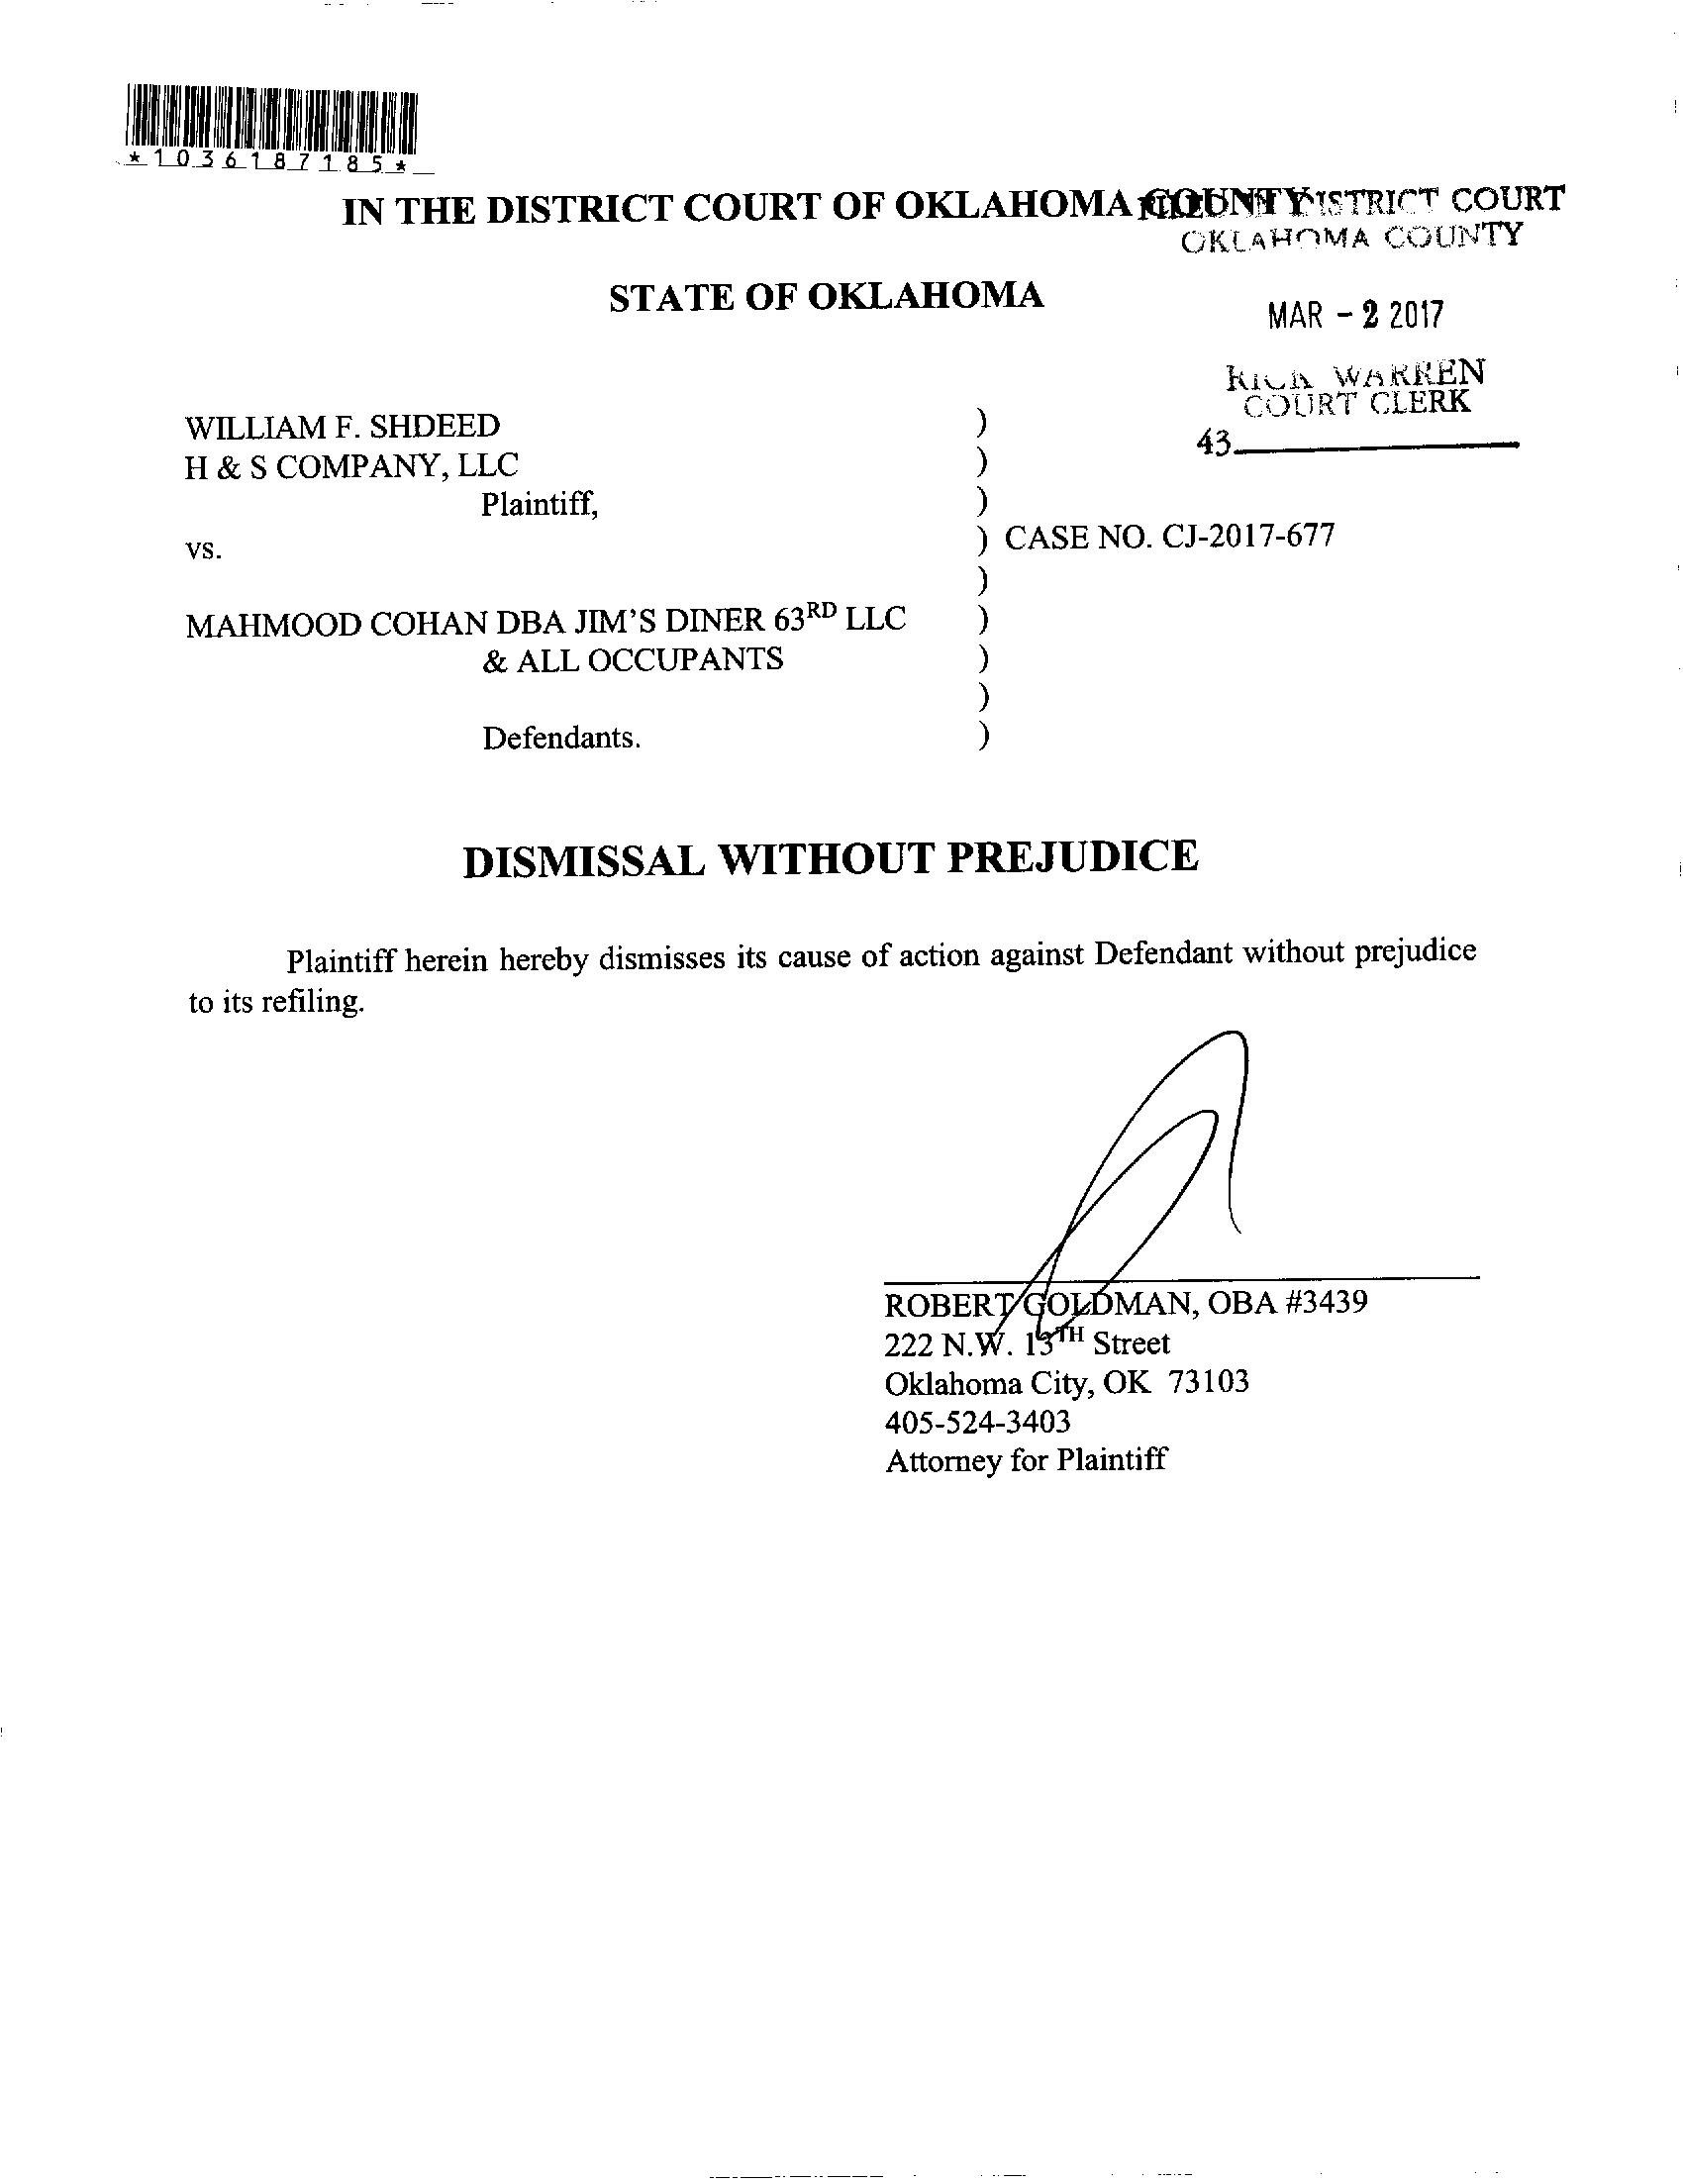 *1036187185*
IN THE DISTRICT COURT OF OKLAHOMA COUNTY
FILED IN DISTRICT COURT
OKLAHOMA COUNTY
STATE OF OKLAHOMA
MAR - 2 2017
RICK WARREN
COURT CLERK
43
WILLIAM F. SHDEED )
H & S COMPANY, LLC )
Plaintiff, )
vs. ) CASE NO. CJ-2017-677
)
MAHMOOD COHAN DBA JIM'S DINER 63RD LLC )
& ALL OCCUPANTS )
)
Defendants. )
DISMISSAL WITHOUT PREJUDICE
Plaintiff herein hereby dismisses its cause of action against Defendant without prejudice
to its refiling.
ROBERT GOLDMAN, OBA #3439
222 N.W. 13TH Street
Oklahoma City, OK 73103
405-524-3403
Attorney for Plaintiff